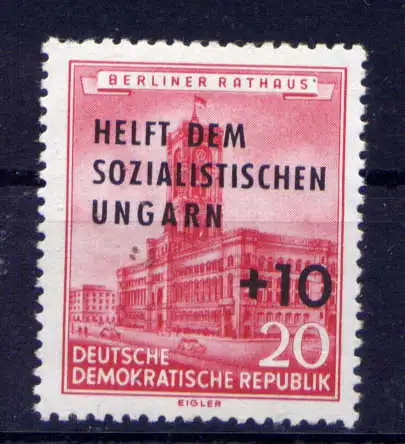 BERLINER RATHAUS
HELFT DEM
SOZIALISTISCHEN
UNGARN
+10
20
DEUTSCHE
DEMOKRATISCHE REPUBLIK
EIGLER